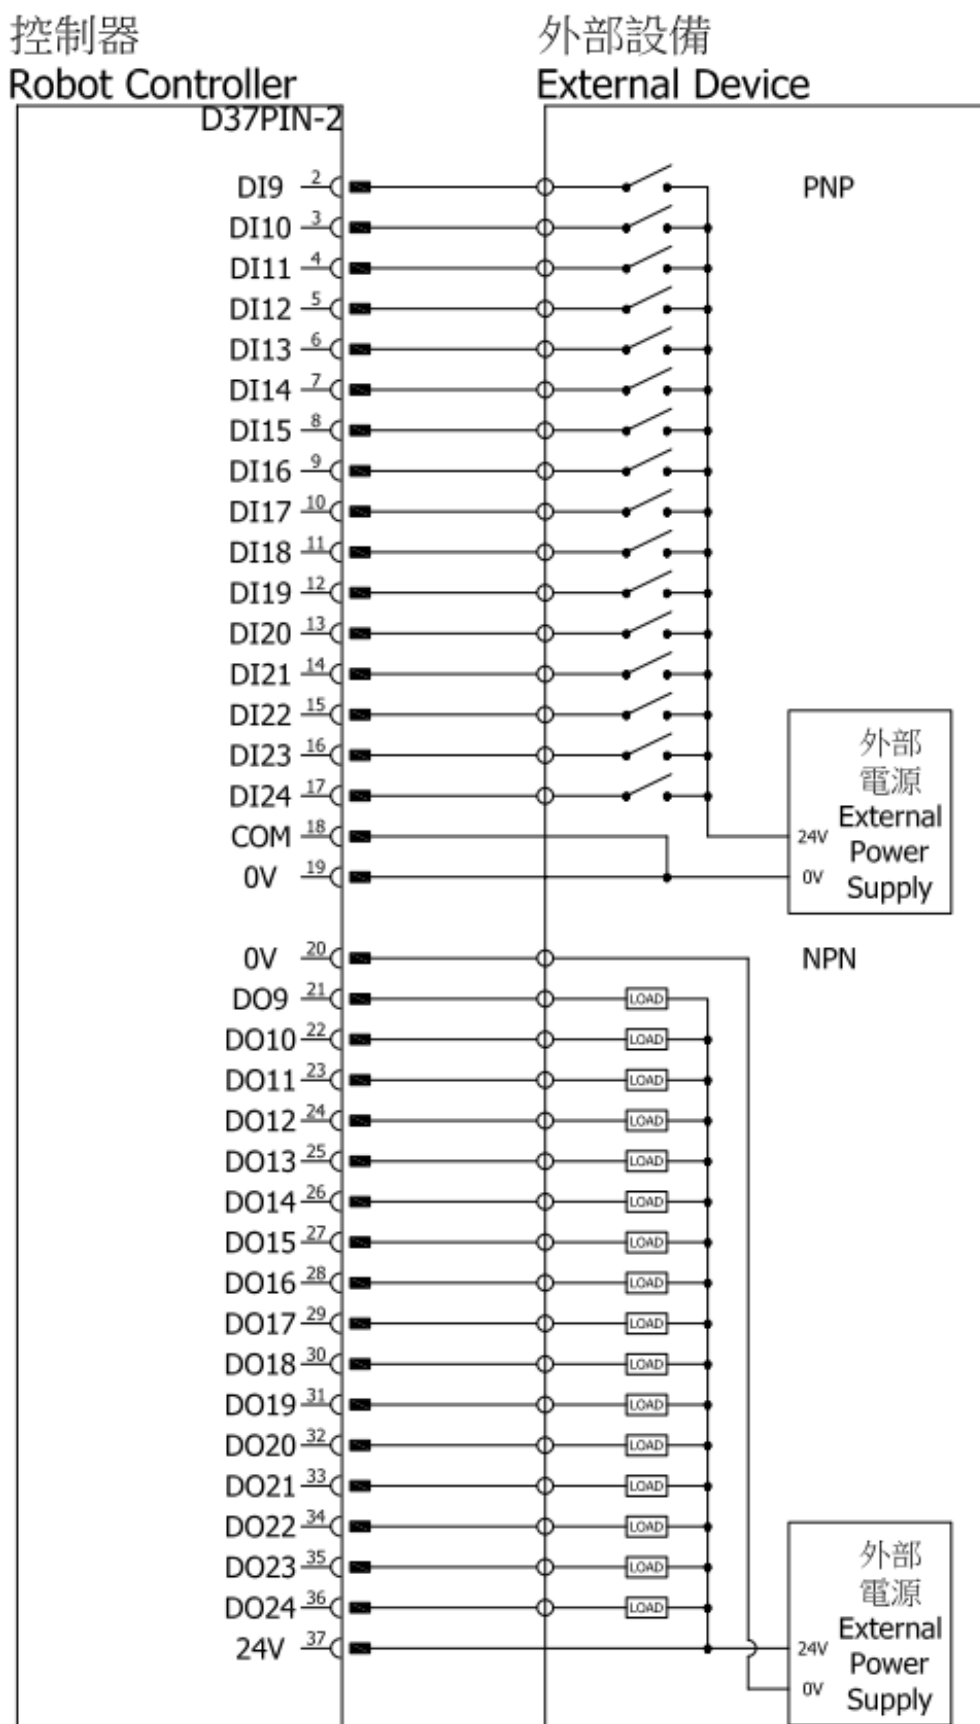 控制器
Robot Controller
外部設備
External Device
D37PIN-2
DI9 2
PNP
DI10 3
DI11 4
DI12 5
DI13 6
DI14 7
DI15 8
DI16 9
DI17 10
DI18 11
DI19 12
DI20 13
DI21 14
DI22 15
DI23 16
DI24 17
COM 18
0V 19
外部
電源
External
Power
Supply
24V
0V
0V 20
NPN
DO9 21 LOAD
DO10 22 LOAD
DO11 23 LOAD
DO12 24 LOAD
DO13 25 LOAD
DO14 26 LOAD
DO15 27 LOAD
DO16 28 LOAD
DO17 29 LOAD
DO18 30 LOAD
DO19 31 LOAD
DO20 32 LOAD
DO21 33 LOAD
DO22 34 LOAD
DO23 35 LOAD
DO24 36 LOAD
24V 37
外部
電源
External
Power
Supply
24V
0V